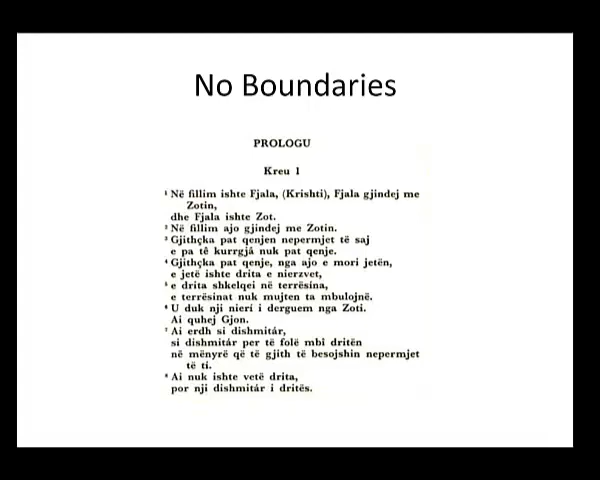 No Boundaries
PROLOGU
Kreu 1
¹ Në fillim ishte Fjala, (Krishti), Fjala gjindej me
Zotin,
dhe Fjala ishte Zot.
² Në fillim ajo gjindej me Zotin.
³ Gjithçka pat qenjen nepermjet të saj
e pa të kurrgjâ nuk pat qenje.
⁴ Gjithçka pat qenje, nga ajo e mori jetën,
e jetë ishte drita e nierzvet,
⁵ e drita shkelqei në terrësina,
e terrësinat nuk mujten ta mbulojnë.
⁶ U duk nji nierí i derguem nga Zoti.
Ai quhej Gjon.
⁷ Ai erdh si dishmitár,
si dishmitár per të folë mbi dritën
në mënyrë që të gjith të besojshin nepermjet
të ti.
⁸ Ai nuk ishte vetë drita,
por nji dishmitár i dritës.